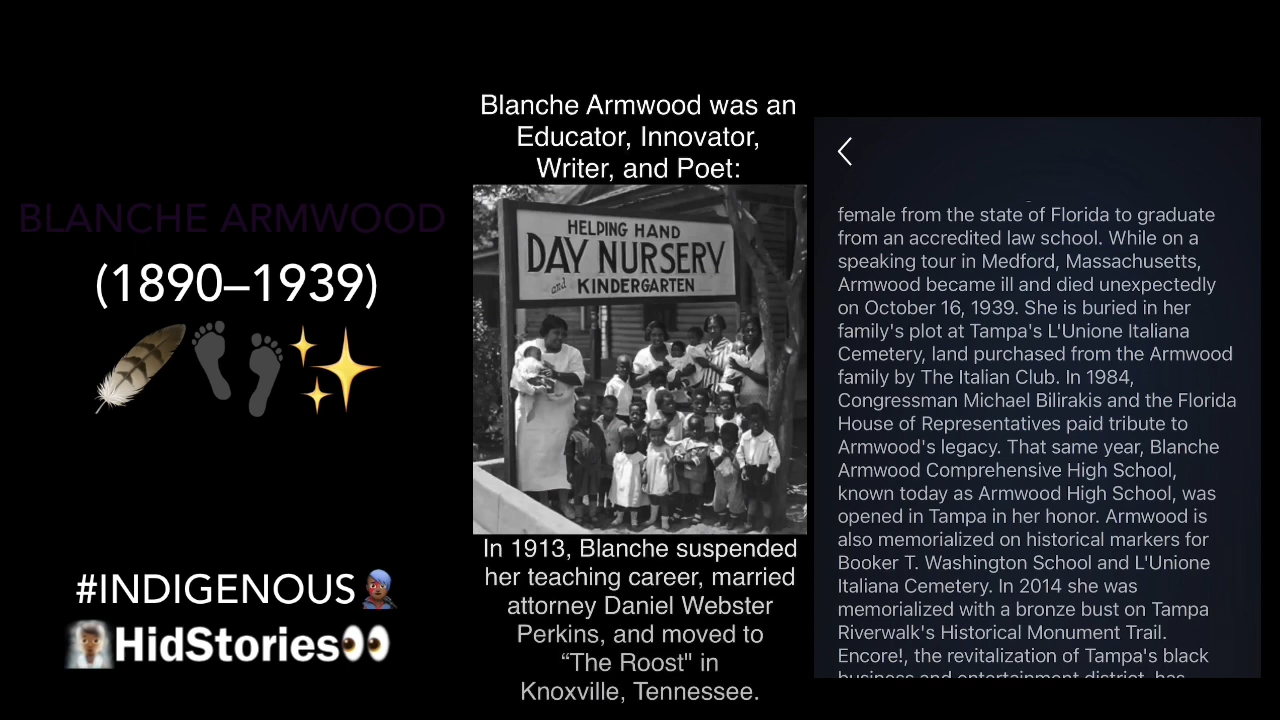 BLANCHE ARMWOOD
(1890–1939)
#INDIGENOUS
HidStories
Blanche Armwood was an
Educator, Innovator,
Writer, and Poet:
HELPING HAND
DAY NURSERY
and KINDERGARTEN
In 1913, Blanche suspended
her teaching career, married
attorney Daniel Webster
Perkins, and moved to
“The Roost" in
Knoxville, Tennessee.
female from the state of Florida to graduate
from an accredited law school. While on a
speaking tour in Medford, Massachusetts,
Armwood became ill and died unexpectedly
on October 16, 1939. She is buried in her
family's plot at Tampa's L'Unione Italiana
Cemetery, land purchased from the Armwood
family by The Italian Club. In 1984,
Congressman Michael Bilirakis and the Florida
House of Representatives paid tribute to
Armwood's legacy. That same year, Blanche
Armwood Comprehensive High School,
known today as Armwood High School, was
opened in Tampa in her honor. Armwood is
also memorialized on historical markers for
Booker T. Washington School and L'Unione
Italiana Cemetery. In 2014 she was
memorialized with a bronze bust on Tampa
Riverwalk's Historical Monument Trail.
Encore!, the revitalization of Tampa's black
business and entertainment district, has